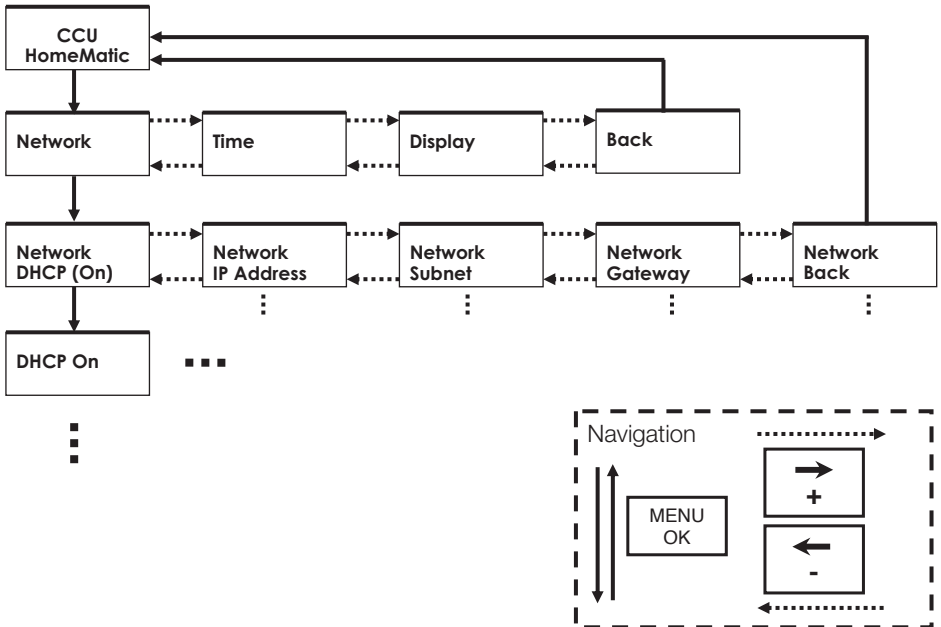 CCU
HomeMatic
Network
Time
Display
Back
Network
DHCP (On)
Network
IP Address
Network
Subnet
Network
Gateway
Network
Back
DHCP On
Navigation
MENU
OK
+
-